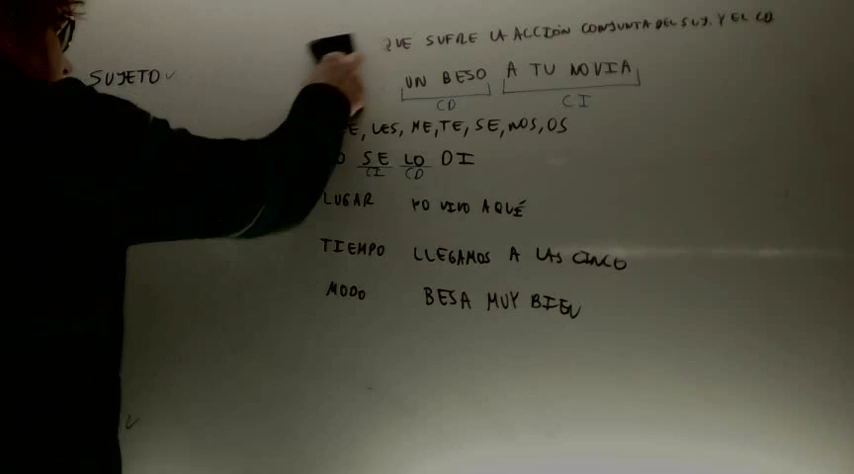 QUE SUFRE LA ACCIÓN CONJUNTA DEL SUJ. Y EL CD
SUJETO ✓
UN BESO A TU NOVIA
CD CI
LES, ME, TE, SE, NOS, OS
SE LO DI
CI CD
LUGAR YO VIVO AQUÉ
TIEMPO LLEGAMOS A LAS CINCO
MODO BESA MUY BIEN